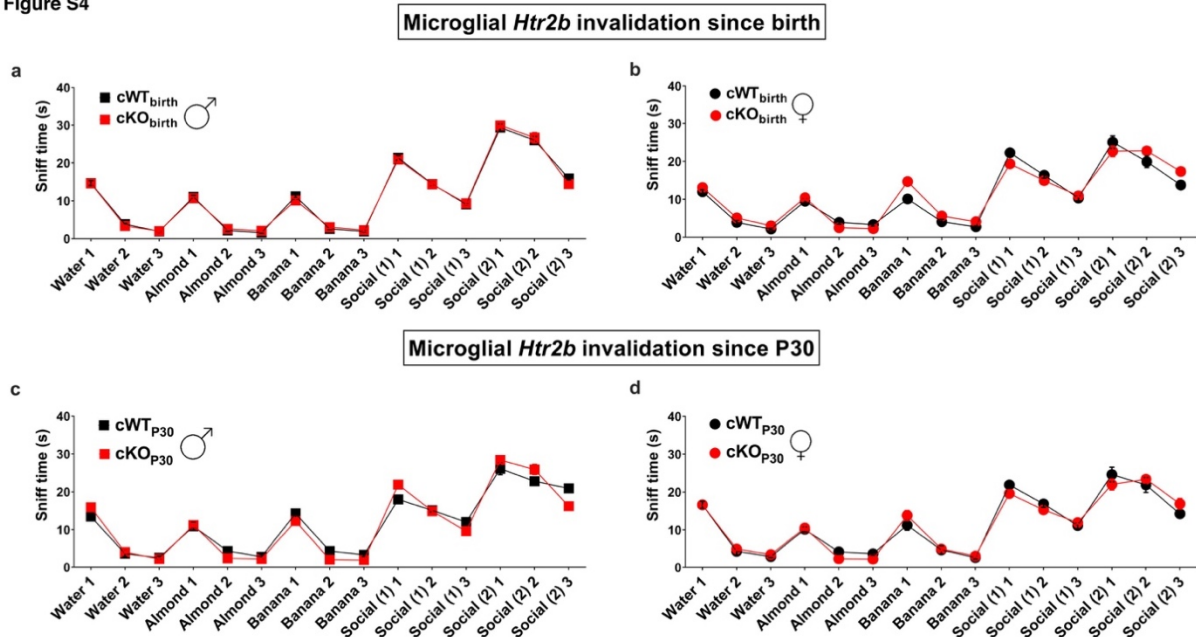 Figure S4
Microglial Htr2b invalidation since birth
a
cWTbirth
cKObirth
Sniff time (s)
40
30
20
10
0
Water 1
Water 2
Water 3
Almond 1
Almond 2
Almond 3
Banana 1
Banana 2
Banana 3
Social (1) 1
Social (1) 2
Social (1) 3
Social (2) 1
Social (2) 2
Social (2) 3
b
cWTbirth
cKObirth
Sniff time (s)
40
30
20
10
0
Water 1
Water 2
Water 3
Almond 1
Almond 2
Almond 3
Banana 1
Banana 2
Banana 3
Social (1) 1
Social (1) 2
Social (1) 3
Social (2) 1
Social (2) 2
Social (2) 3
Microglial Htr2b invalidation since P30
c
cWTP30
cKOP30
Sniff time (s)
40
30
20
10
0
Water 1
Water 2
Water 3
Almond 1
Almond 2
Almond 3
Banana 1
Banana 2
Banana 3
Social (1) 1
Social (1) 2
Social (1) 3
Social (2) 1
Social (2) 2
Social (2) 3
d
cWTP30
cKOP30
Sniff time (s)
40
30
20
10
0
Water 1
Water 2
Water 3
Almond 1
Almond 2
Almond 3
Banana 1
Banana 2
Banana 3
Social (1) 1
Social (1) 2
Social (1) 3
Social (2) 1
Social (2) 2
Social (2) 3